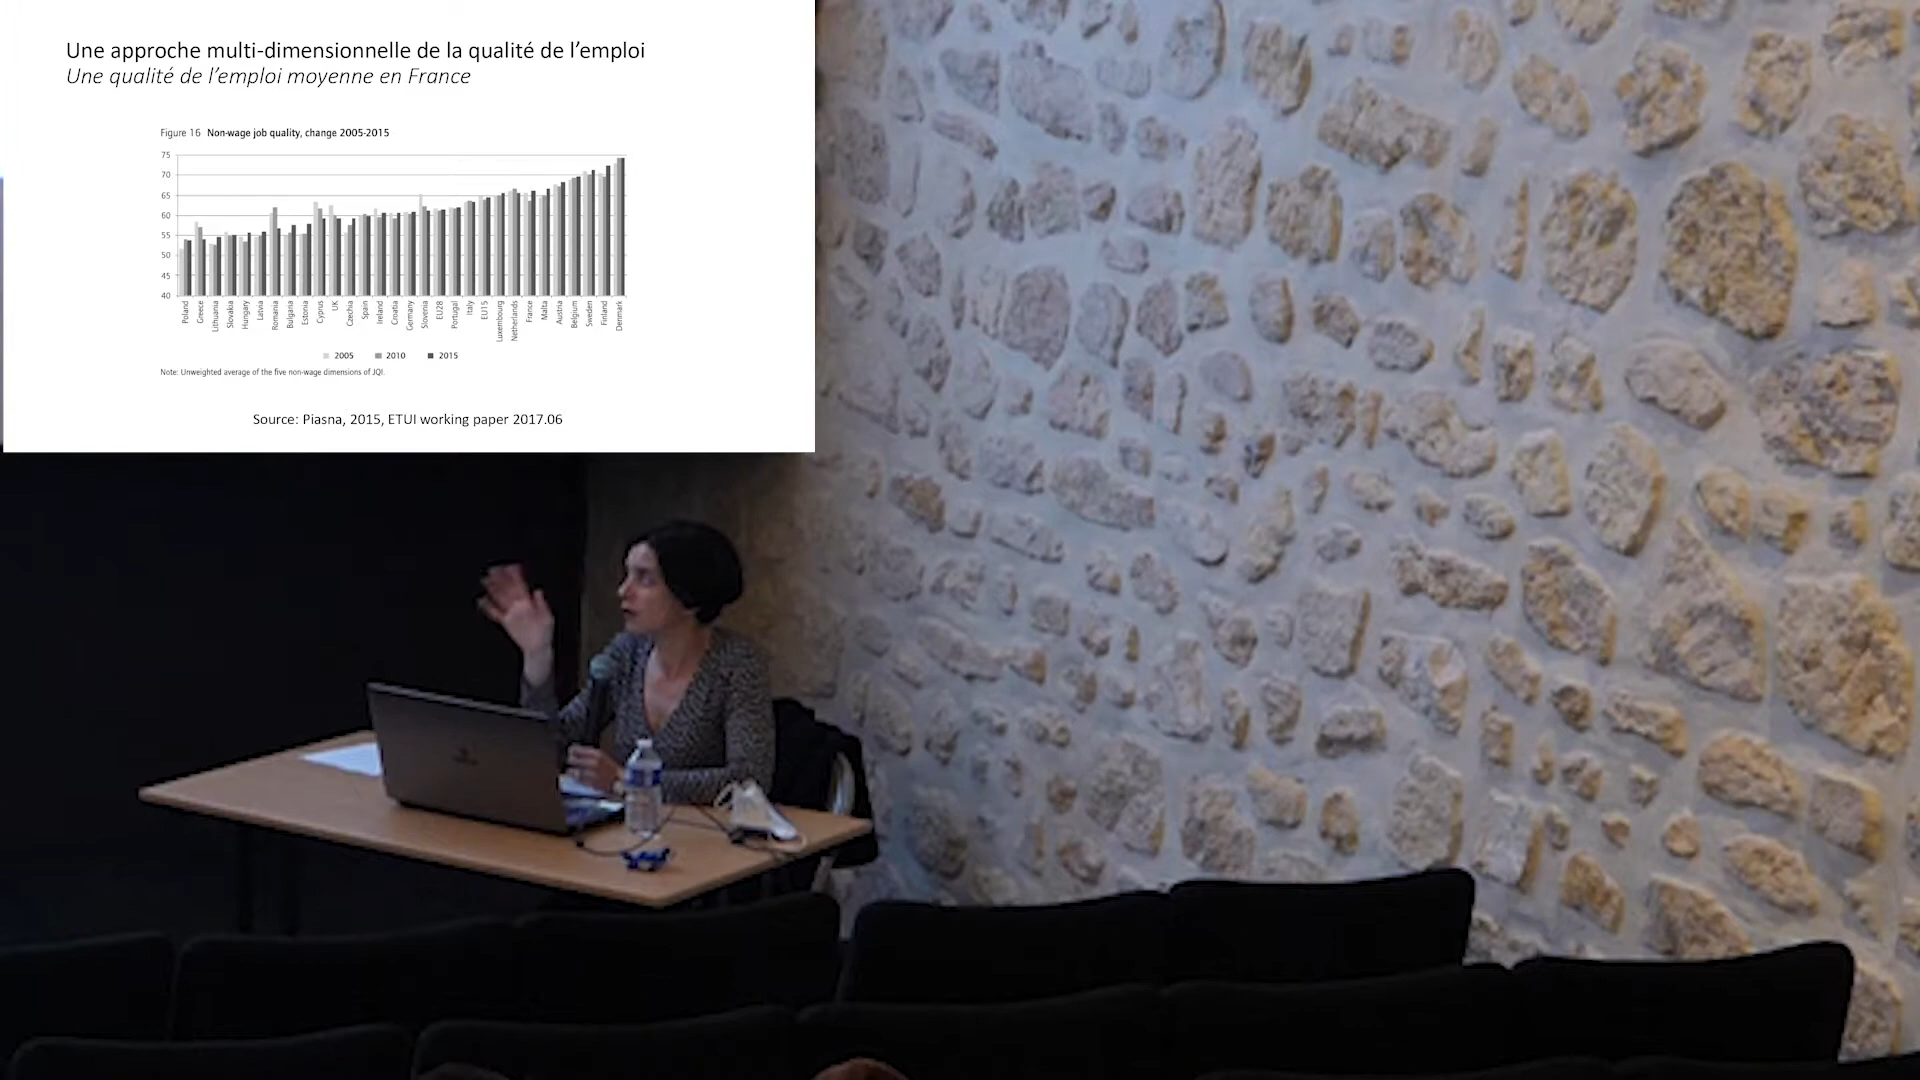 Une approche multi-dimensionnelle de la qualité de l'emploi
Une qualité de l'emploi moyenne en France
Figure 16 Non-wage job quality, change 2005-2015
75
70
65
60
55
50
45
40
Poland Greece Lithuania Slovakia Hungary Latvia Romania Bulgaria Estonia Cyprus UK Czechia Spain Ireland Croatia Germany Slovenia EU28 Portugal Italy EU15 Luxembourg Netherlands France Malta Austria Belgium Sweden Finland Denmark
2005 2010 2015
Note: Unweighted average of the five non-wage dimensions of JQI.
Source: Piasna, 2015, ETUI working paper 2017.06